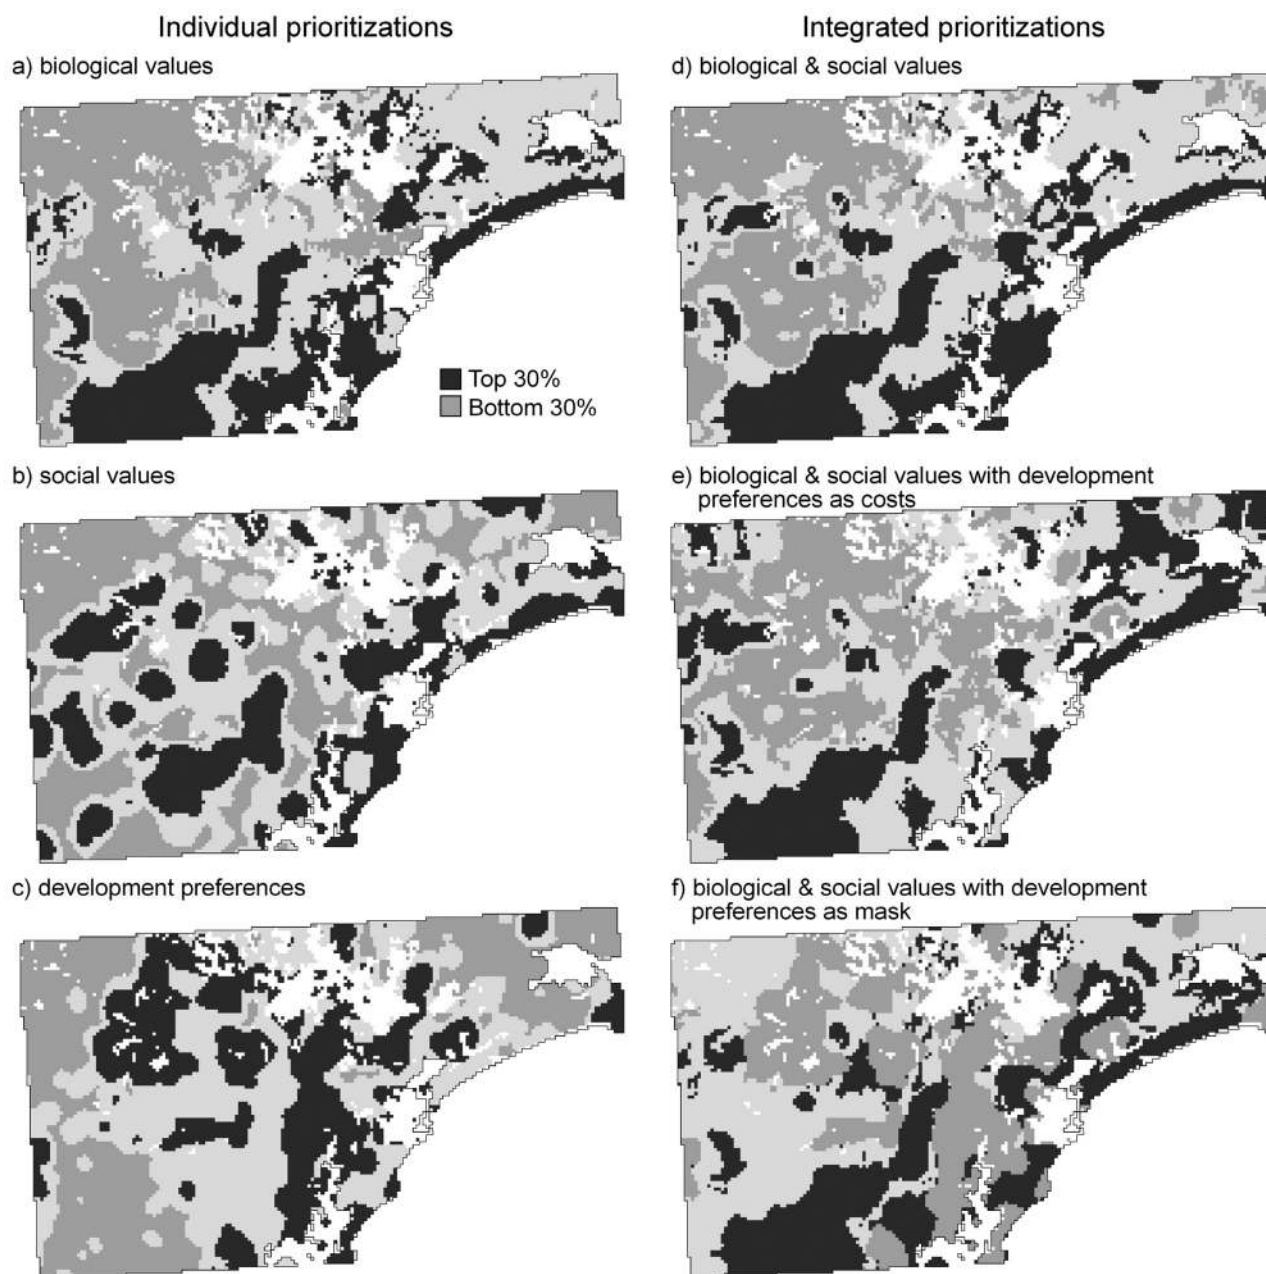 Individual prioritizations
Integrated prioritizations
a) biological values
d) biological & social values
Top 30%
Bottom 30%
b) social values
e) biological & social values with development
preferences as costs
c) development preferences
f) biological & social values with development
preferences as mask